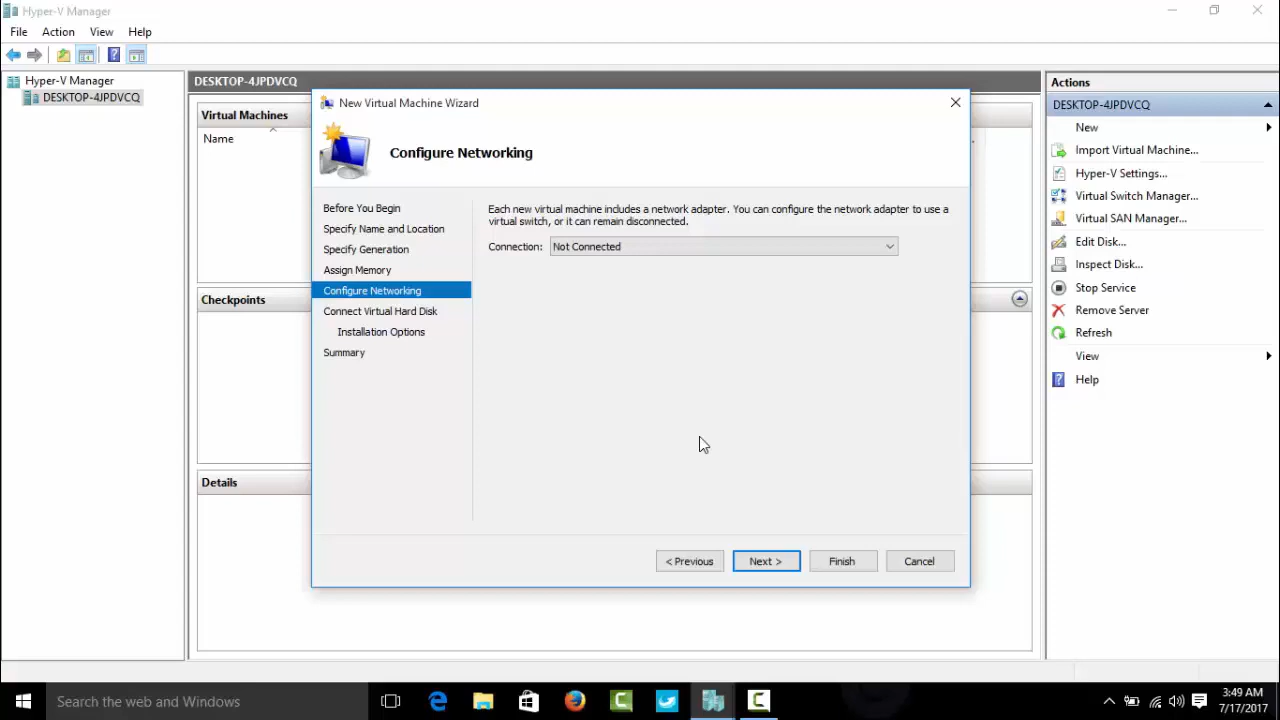 Hyper-V Manager
File Action View Help
Hyper-V Manager
DESKTOP-4JPDVCQ
DESKTOP-4JPDVCQ
Virtual Machines
Name
Checkpoints
Details
New Virtual Machine Wizard
Configure Networking
Before You Begin
Specify Name and Location
Specify Generation
Assign Memory
Configure Networking
Connect Virtual Hard Disk
Installation Options
Summary
Each new virtual machine includes a network adapter. You can configure the network adapter to use a
virtual switch, or it can remain disconnected.
Connection: Not Connected
< Previous Next > Finish Cancel
Actions
DESKTOP-4JPDVCQ
New
Import Virtual Machine...
Hyper-V Settings...
Virtual Switch Manager...
Virtual SAN Manager...
Edit Disk...
Inspect Disk...
Stop Service
Remove Server
Refresh
View
Help
Search the web and Windows
3:49 AM
7/17/2017